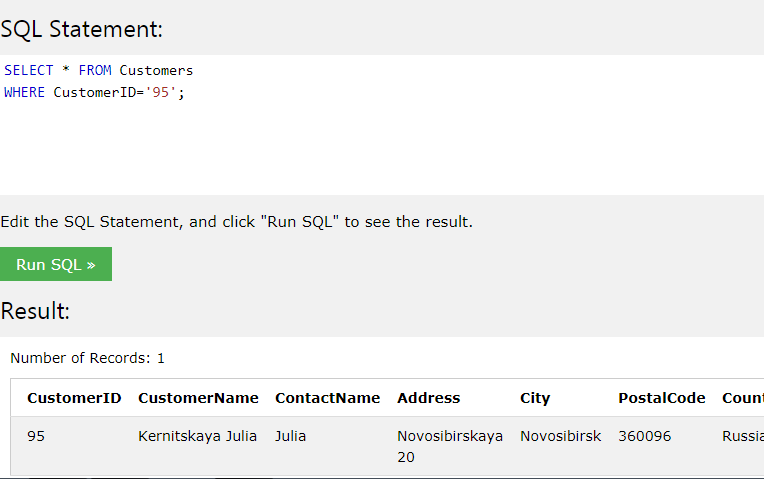 SQL Statement:
SELECT * FROM Customers
WHERE CustomerID='95';
Edit the SQL Statement, and click "Run SQL" to see the result.
Run SQL »
Result:
Number of Records: 1
CustomerID CustomerName ContactName Address City PostalCode Count
95 Kernitskaya Julia Julia Novosibirskaya Novosibirsk 360096 Russia
20